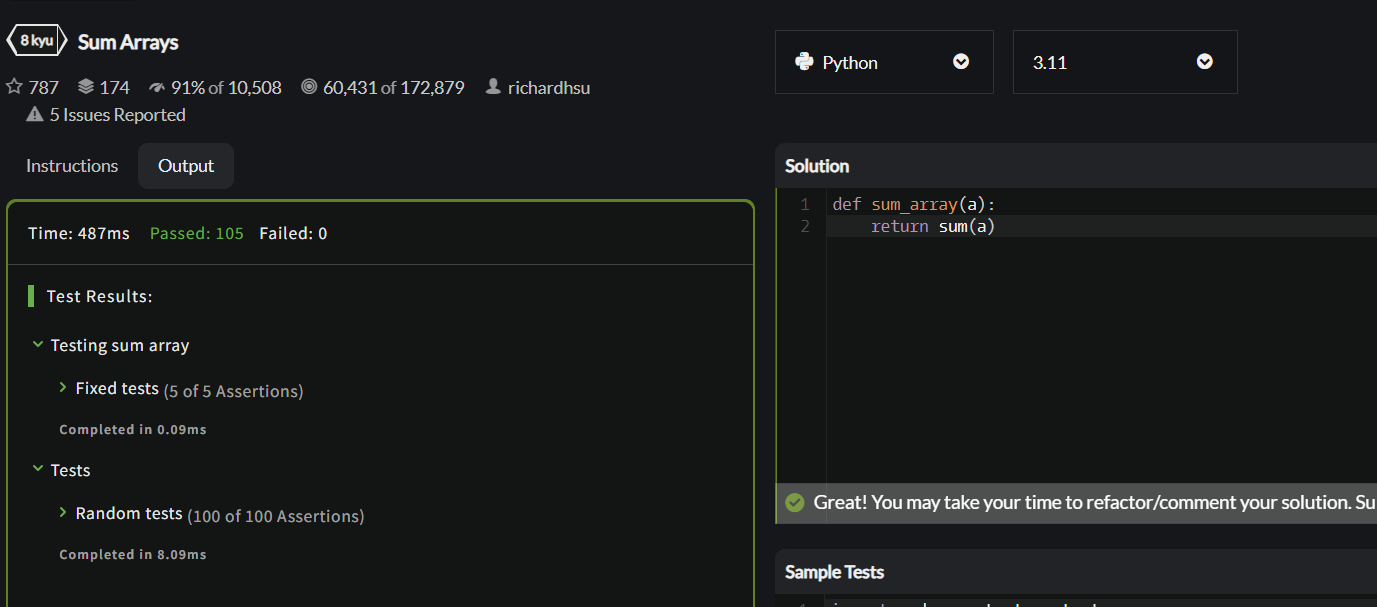 8 kyu Sum Arrays
787 174 91% of 10,508 60,431 of 172,879 richardhsu
5 Issues Reported
Instructions Output
Time: 487ms Passed: 105 Failed: 0
Test Results:
Testing sum array
Fixed tests (5 of 5 Assertions)
Completed in 0.09ms
Tests
Random tests (100 of 100 Assertions)
Completed in 8.09ms
Python 3.11
Solution
1 def sum_array(a):
2 return sum(a)
Great! You may take your time to refactor/comment your solution. Su
Sample Tests